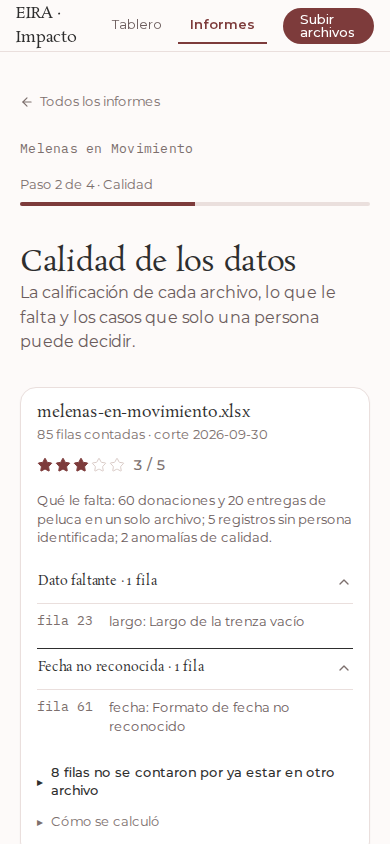 EIRA ·
Impacto
Tablero
Informes
Subir
archivos
← Todos los informes
Melenas en Movimiento
Paso 2 de 4 · Calidad
Calidad de los datos
La calificación de cada archivo, lo que le
falta y los casos que solo una persona
puede decidir.
melenas-en-movimiento.xlsx
85 filas contadas · corte 2026-09-30
3 / 5
Qué le falta: 60 donaciones y 20 entregas de
peluca en un solo archivo; 5 registros sin persona
identificada; 2 anomalías de calidad.
Dato faltante · 1 fila
fila 23 largo: Largo de la trenza vacío
Fecha no reconocida · 1 fila
fila 61 fecha: Formato de fecha no
reconocido
▸ 8 filas no se contaron por ya estar en otro
archivo
▸ Cómo se calculó